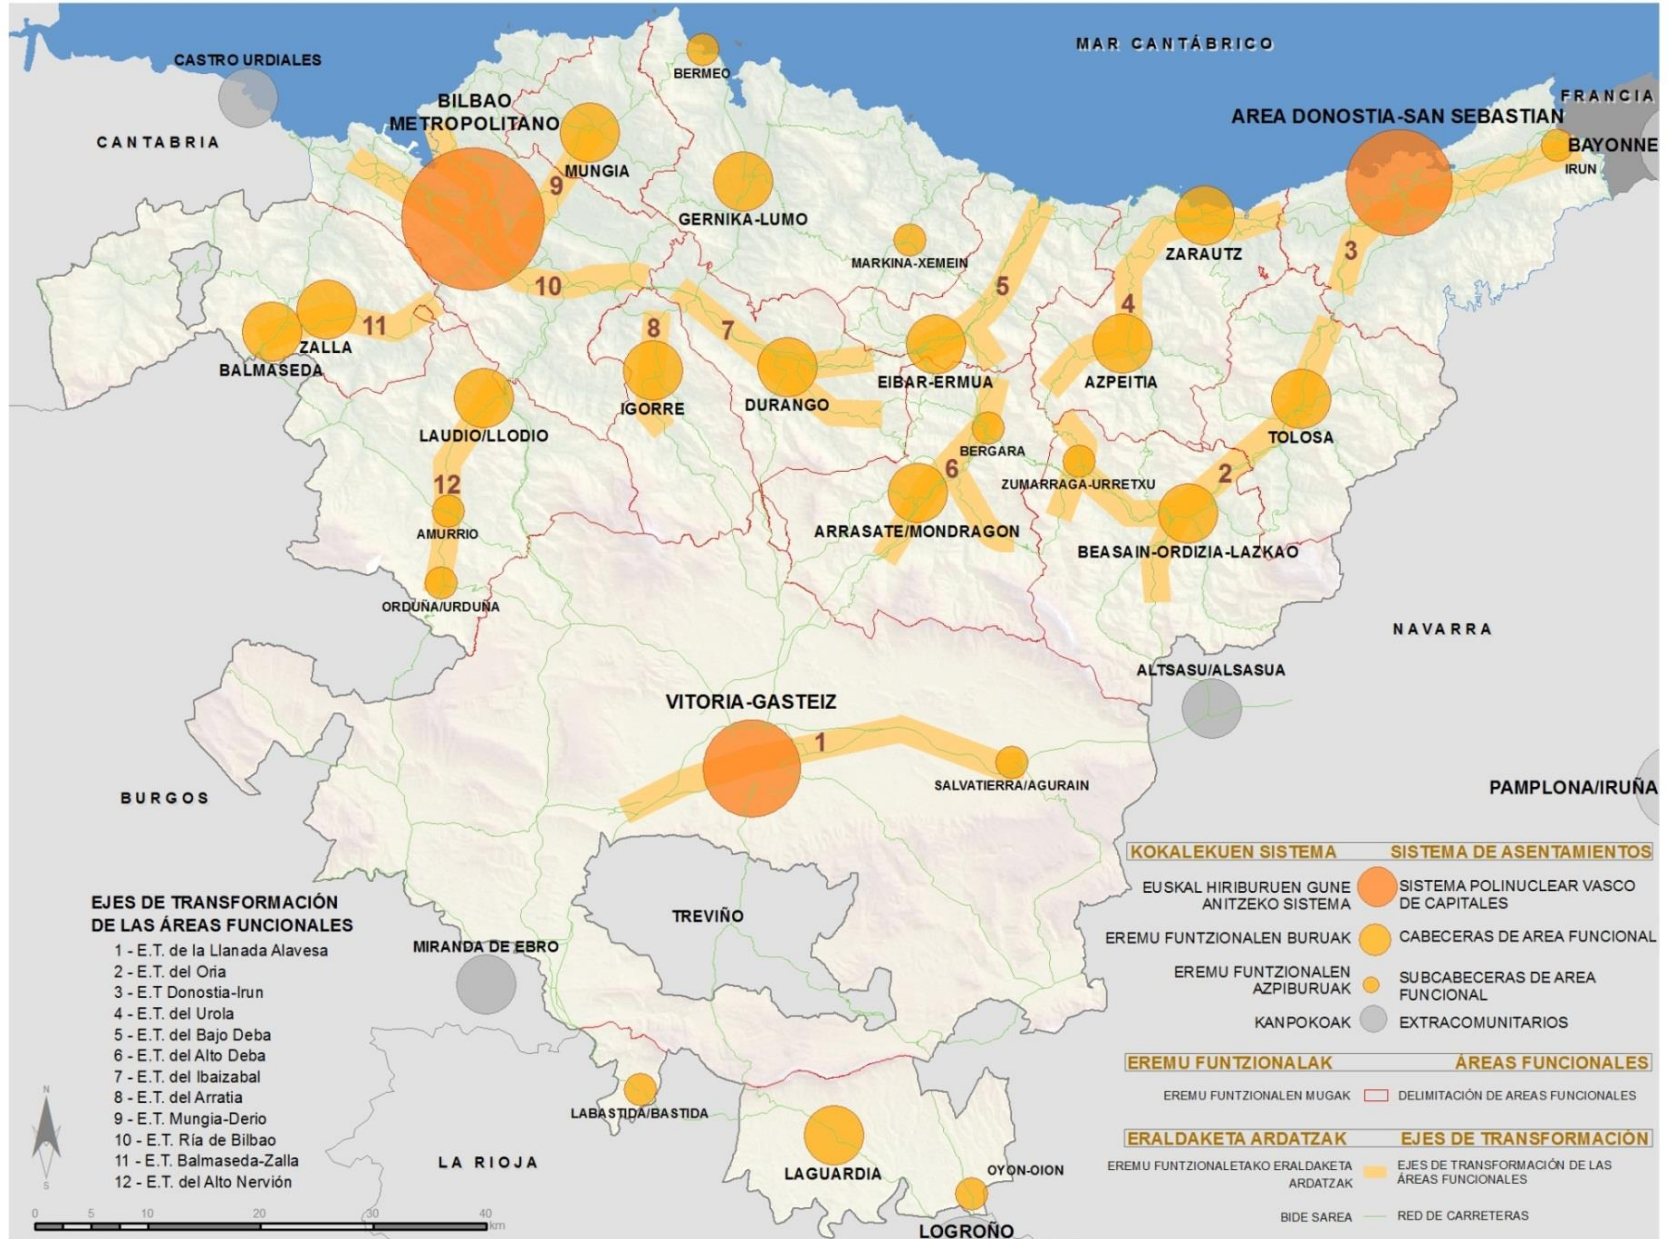 MAR CANTÁBRICO
CASTRO URDIALES
BERMEO
FRANCIA
BILBAO
METROPOLITANO
AREA DONOSTIA-SAN SEBASTIAN
CANTABRIA
BAYONNE
IRUN
MUNGIA
9
GERNIKA-LUMO
MARKINA-XEMEIN
ZARAUTZ
3
10
5
4
11
8
7
ZALLA
BALMASEDA
EIBAR-ERMUA
AZPEITIA
IGORRE
DURANGO
LAUDIO/LLODIO
TOLOSA
BERGARA
12
6
ZUMARRAGA-URRETXU
2
AMURRIO
ARRASATE/MONDRAGON
BEASAIN-ORDIZIA-LAZKAO
ORDUÑA/URDUÑA
NAVARRA
ALTSASU/ALSASUA
VITORIA-GASTEIZ
1
SALVATIERRA/AGURAIN
BURGOS
PAMPLONA/IRUÑA
TREVIÑO
MIRANDA DE EBRO
LABASTIDA/BASTIDA
LA RIOJA
LAGUARDIA
OYON-OION
LOGROÑO
EJES DE TRANSFORMACIÓN
DE LAS ÁREAS FUNCIONALES
1 - E.T. de la Llanada Alavesa
2 - E.T. del Oria
3 - E.T Donostia-Irun
4 - E.T. del Urola
5 - E.T. del Bajo Deba
6 - E.T. del Alto Deba
7 - E.T. del Ibaizabal
8 - E.T. del Arratia
9 - E.T. Mungia-Derio
10 - E.T. Ría de Bilbao
11 - E.T. Balmaseda-Zalla
12 - E.T. del Alto Nervión
N
S
0 5 10 20 30 40
km
KOKALEKUEN SISTEMA SISTEMA DE ASENTAMIENTOS
EUSKAL HIRIBURUEN GUNE
ANITZEKO SISTEMA
SISTEMA POLINUCLEAR VASCO
DE CAPITALES
EREMU FUNTZIONALEN BURUAK CABECERAS DE AREA FUNCIONAL
EREMU FUNTZIONALEN
AZPIBURUAK
SUBCABECERAS DE AREA
FUNCIONAL
KANPOKOAK EXTRACOMUNITARIOS
EREMU FUNTZIONALAK ÁREAS FUNCIONALES
EREMU FUNTZIONALEN MUGAK DELIMITACIÓN DE AREAS FUNCIONALES
ERALDAKETA ARDATZAK EJES DE TRANSFORMACIÓN
EREMU FUNTZIONALETAKO ERALDAKETA
ARDATZAK
EJES DE TRANSFORMACIÓN DE LAS
ÁREAS FUNCIONALES
BIDE SAREA RED DE CARRETERAS